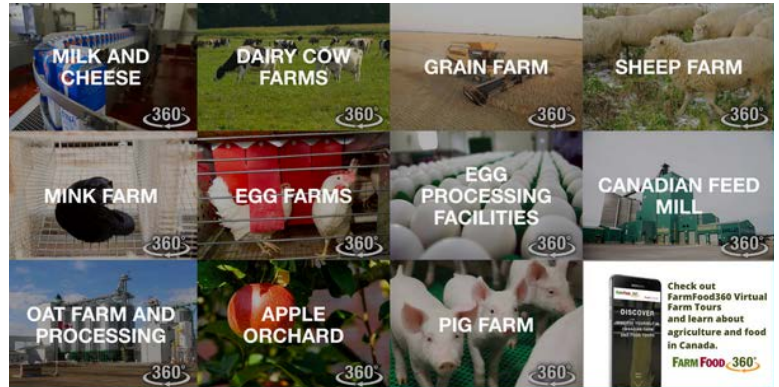 MILK AND
CHEESE
360°
DAIRY COW
FARMS
360°
GRAIN FARM
360°
SHEEP FARM
360°
MINK FARM
360°
EGG FARMS
360°
EGG
PROCESSING
FACILITIES
360°
CANADIAN FEED
MILL
360°
OAT FARM AND
PROCESSING
360°
APPLE
ORCHARD
360°
PIG FARM
360°
DISCOVER
Check out
FarmFood360 Virtual
Farm Tours
and learn about
agriculture and food
in Canada.
FARM FOOD 360°